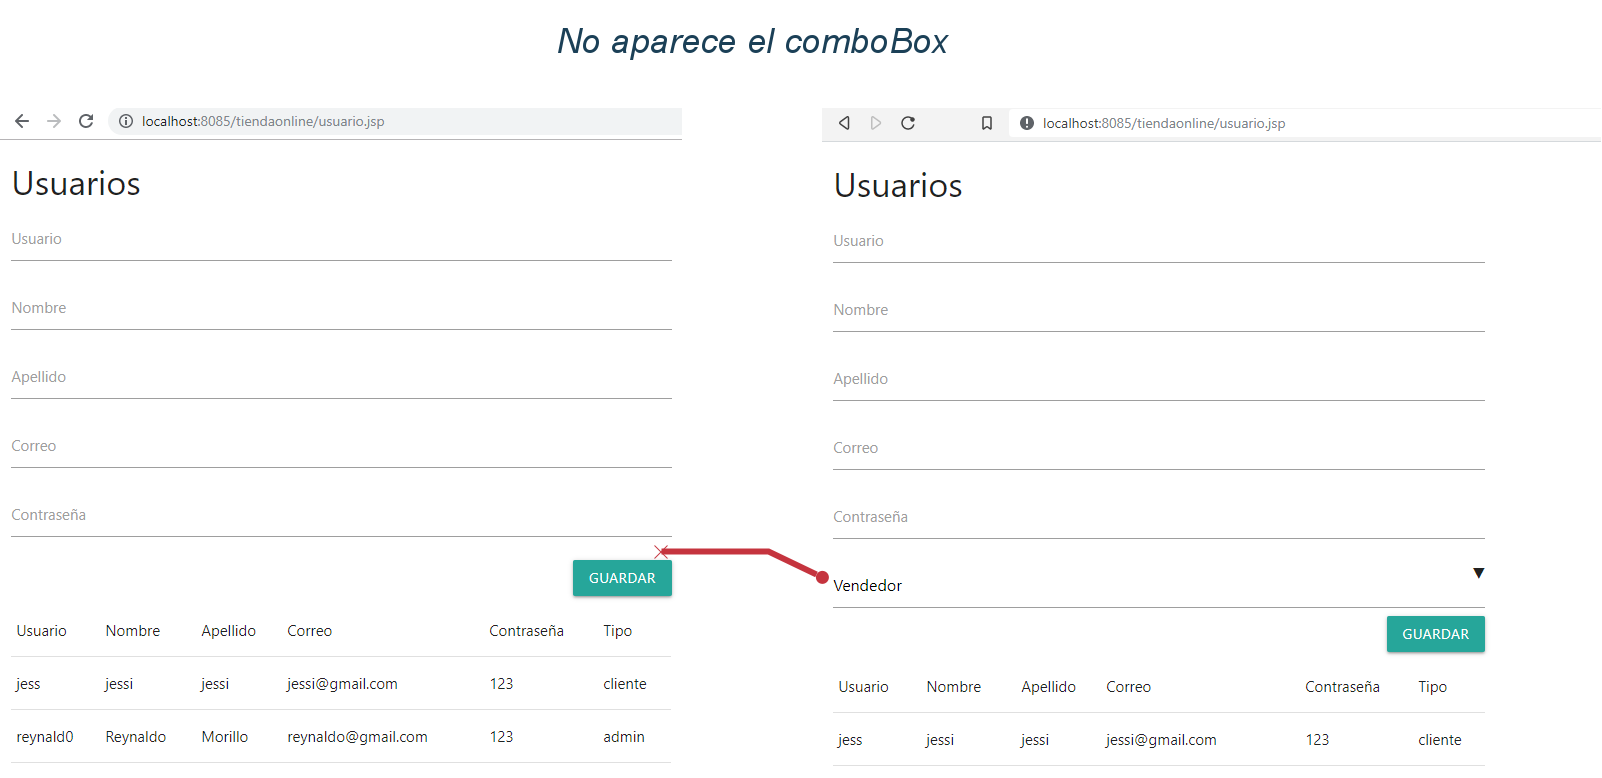 No aparece el comboBox
localhost:8085/tiendaonline/usuario.jsp
Usuarios
Usuario
Nombre
Apellido
Correo
Contraseña
GUARDAR
Usuario Nombre Apellido Correo Contraseña Tipo
jess jessi jessi jessi@gmail.com 123 cliente
reynald0 Reynaldo Morillo reynaldo@gmail.com 123 admin
localhost:8085/tiendaonline/usuario.jsp
Usuarios
Usuario
Nombre
Apellido
Correo
Contraseña
Vendedor
GUARDAR
Usuario Nombre Apellido Correo Contraseña Tipo
jess jessi jessi jessi@gmail.com 123 cliente